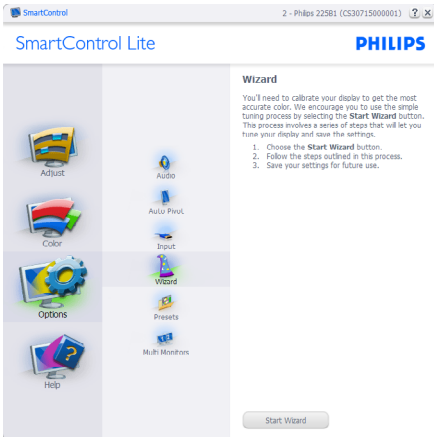 SmartControl
2 - Philips 225B1 (CS30715000001)
? X
SmartControl Lite
PHILIPS
Adjust
Color
Options
Help
Audio
Auto Pivot
Input
Wizard
Presets
Multi Monitors
Wizard
You'll need to calibrate your display to get the most
accurate color. We encourage you to use the simple
tuning process by selecting the Start Wizard button.
This process involves a series of steps that will let you
tune your display and save the settings.
1. Choose the Start Wizard button.
2. Follow the steps outlined in this process.
3. Save your settings for future use.
Start Wizard